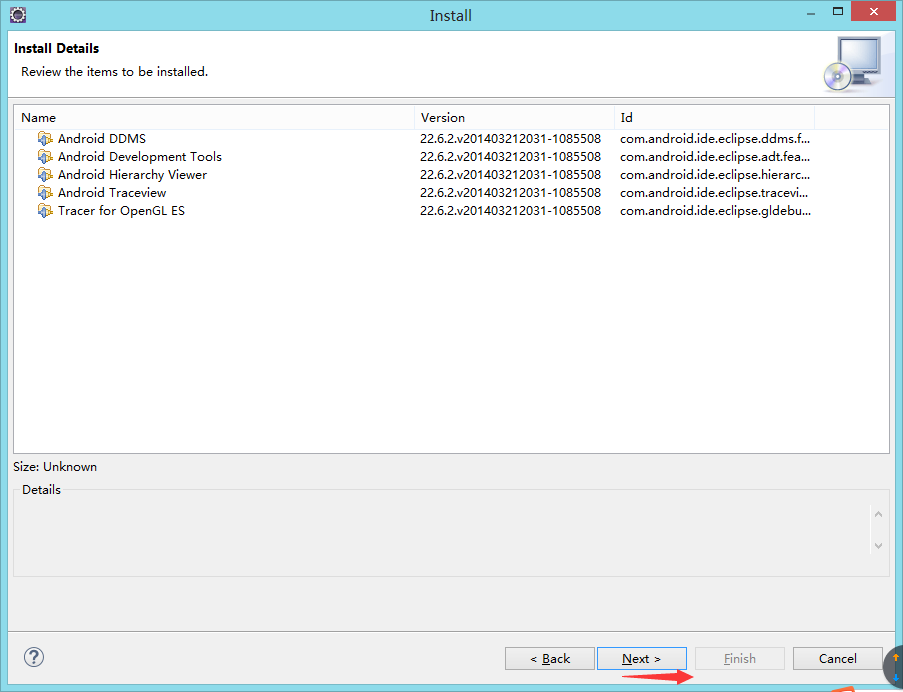 Install
Install Details
Review the items to be installed.
Name Version Id
Android DDMS 22.6.2.v201403212031-1085508 com.android.ide.eclipse.ddms.f...
Android Development Tools 22.6.2.v201403212031-1085508 com.android.ide.eclipse.adt.fea...
Android Hierarchy Viewer 22.6.2.v201403212031-1085508 com.android.ide.eclipse.hierarc...
Android Traceview 22.6.2.v201403212031-1085508 com.android.ide.eclipse.tracevi...
Tracer for OpenGL ES 22.6.2.v201403212031-1085508 com.android.ide.eclipse.gldebu...
Size: Unknown
Details
? < Back Next > Finish Cancel